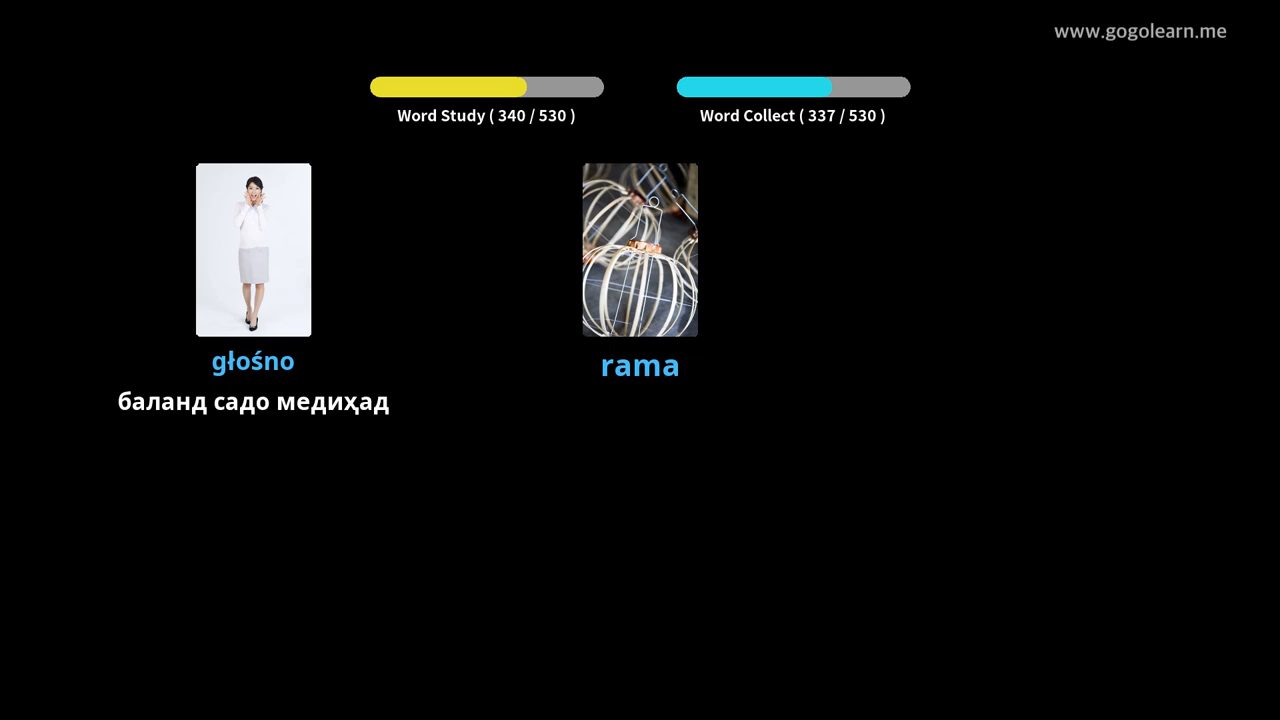 www.gogolearn.me
Word Study ( 340 / 530 )
Word Collect ( 337 / 530 )
głośno
rama
баланд садо медиҳад